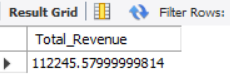 Result Grid Filter Rows:
Total_Revenue
112245.57999999814